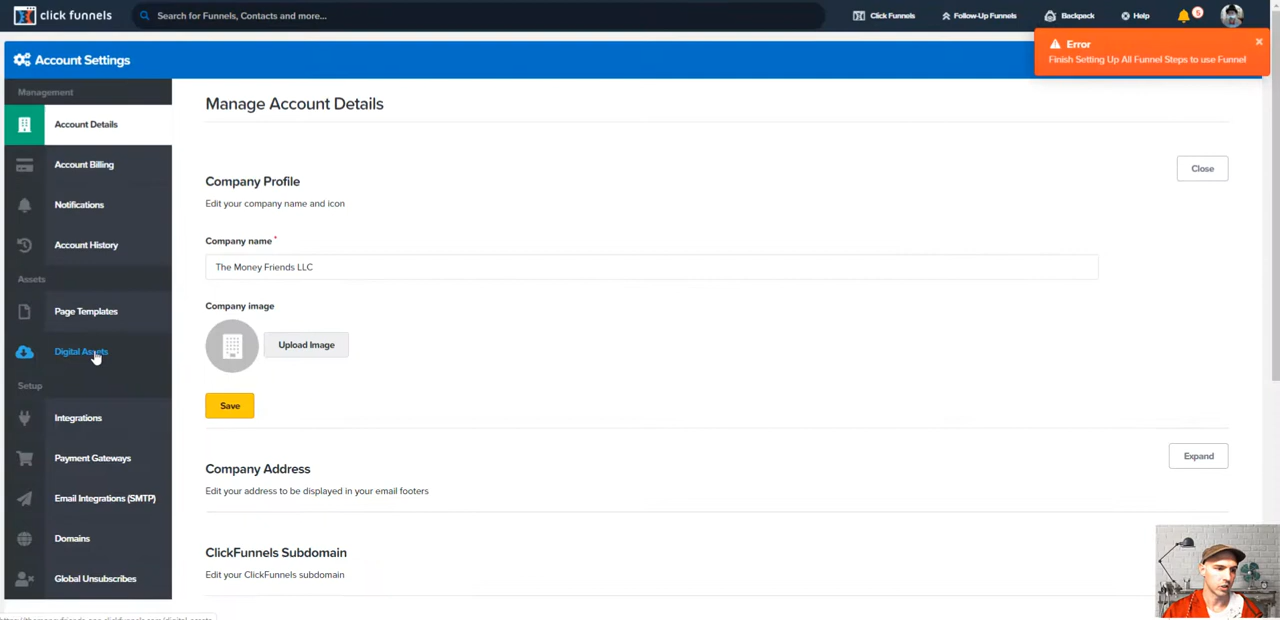 click funnels
Search for Funnels, Contacts and more...
Click Funnels
Follow-Up Funnels
Backpack
Help
5
Error
Finish Setting Up All Funnel Steps to use Funnel
Account Settings
Management
Account Details
Account Billing
Notifications
Account History
Assets
Page Templates
Digital Assets
Setup
Integrations
Payment Gateways
Email Integrations (SMTP)
Domains
Global Unsubscribes
Manage Account Details
Close
Company Profile
Edit your company name and icon
Company name *
The Money Friends LLC
Company image
Upload Image
Save
Company Address
Expand
Edit your address to be displayed in your email footers
ClickFunnels Subdomain
Edit your ClickFunnels subdomain